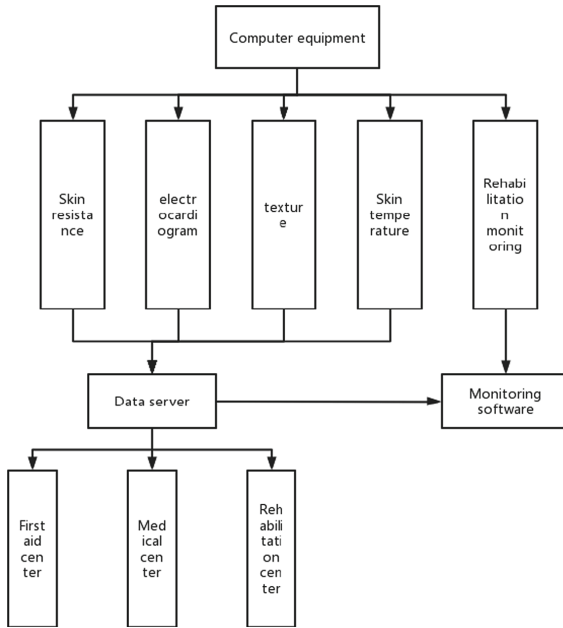 Computer equipment
Skin
resista
nce
electr
ocardi
ogram
textur
e
Skin
tempe
rature
Rehabi
litatio
n
monit
oring
Data server
Monitoring
software
First
aid
cen
ter
Med
ical
cen
ter
Reh
abili
tati
on
cen
ter